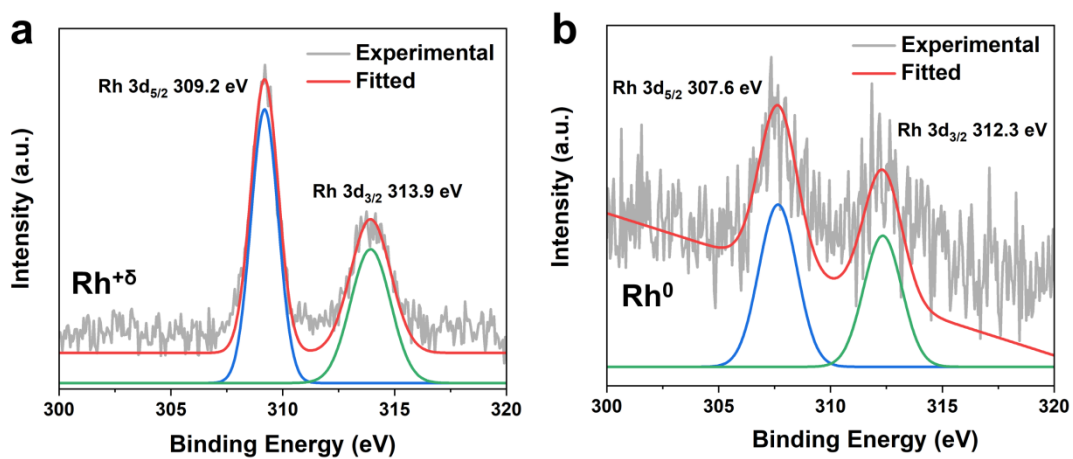 a
Experimental
Fitted
Rh 3d5/2 309.2 eV
Rh 3d3/2 313.9 eV
Rh+δ
Intensity (a.u.)
300 305 310 315 320
Binding Energy (eV)
b
Experimental
Fitted
Rh 3d5/2 307.6 eV
Rh 3d3/2 312.3 eV
Rh0
Intensity (a.u.)
300 305 310 315 320
Binding Energy (eV)